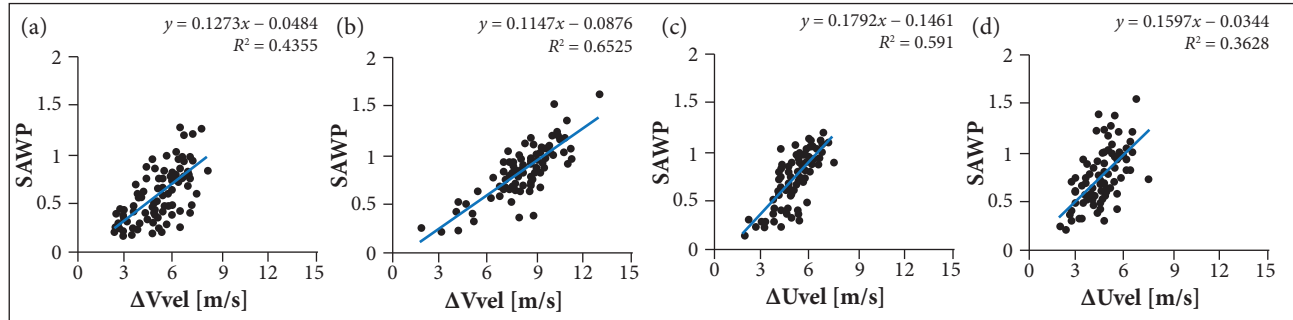 (a)
y = 0.1273x − 0.0484
R² = 0.4355
2
1.5
1
0.5
0
0 3 6 9 12 15
SAWP
ΔVvel [m/s]
(b)
y = 0.1147x − 0.0876
R² = 0.6525
2
1.5
1
0.5
0
0 3 6 9 12 15
SAWP
ΔVvel [m/s]
(c)
y = 0.1792x − 0.1461
R² = 0.591
2
1.5
1
0.5
0
0 3 6 9 12 15
SAWP
ΔUvel [m/s]
(d)
y = 0.1597x − 0.0344
R² = 0.3628
2
1.5
1
0.5
0
0 3 6 9 12 15
SAWP
ΔUvel [m/s]